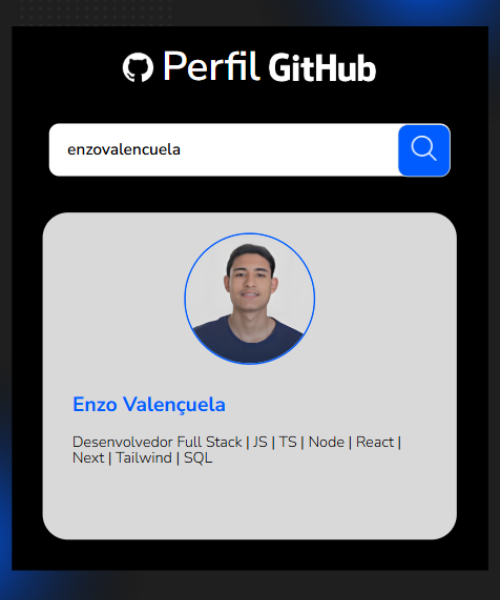 Perfil GitHub
enzovalencuela
Enzo Valençuela
Desenvolvedor Full Stack | JS | TS | Node | React |
Next | Tailwind | SQL